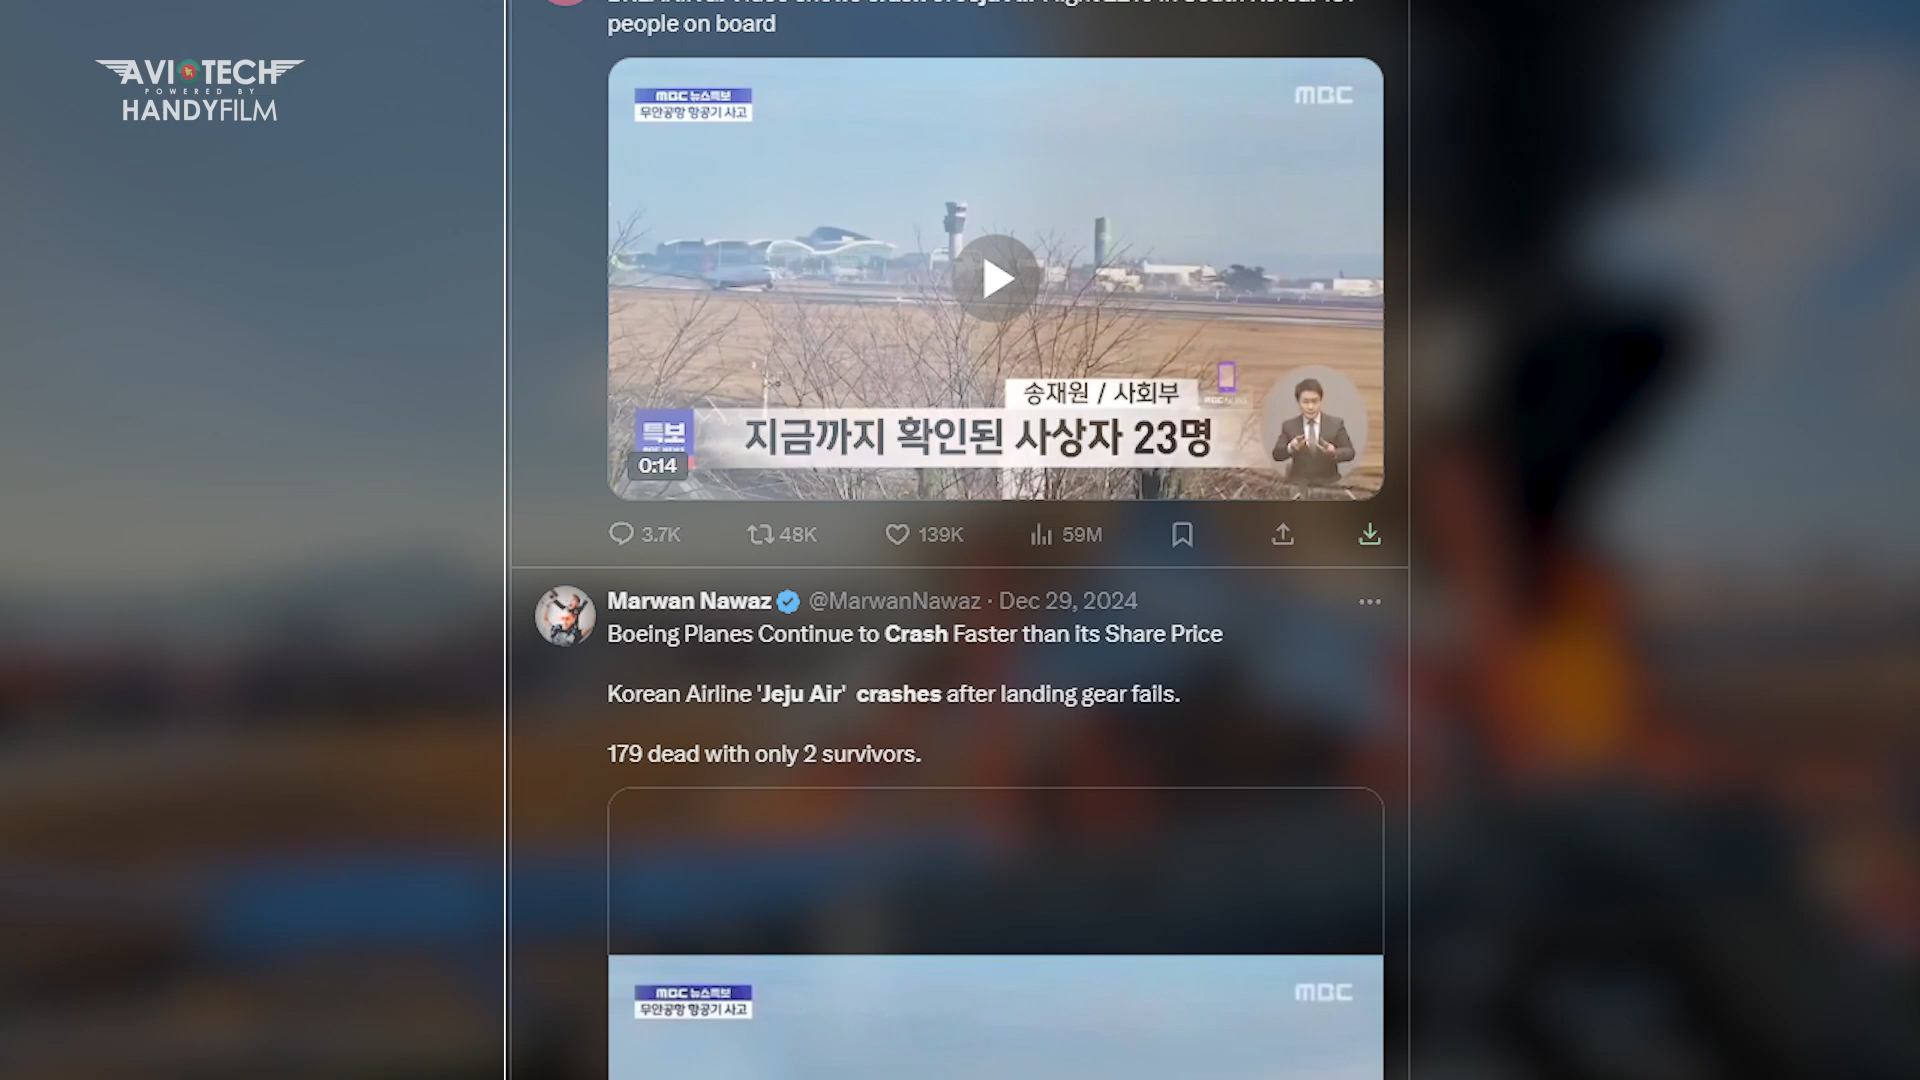 AVIOTECH
POWERED BY
HANDYFILM
people on board
MBC 뉴스특보
무안공항 항공기 사고
MBC
송재원 / 사회부
특보
지금까지 확인된 사상자 23명
0:14
3.7K 48K 139K 59M
Marwan Nawaz @MarwanNawaz · Dec 29, 2024
Boeing Planes Continue to Crash Faster than its Share Price
Korean Airline 'Jeju Air' crashes after landing gear fails.
179 dead with only 2 survivors.
MBC 뉴스특보
무안공항 항공기 사고
MBC